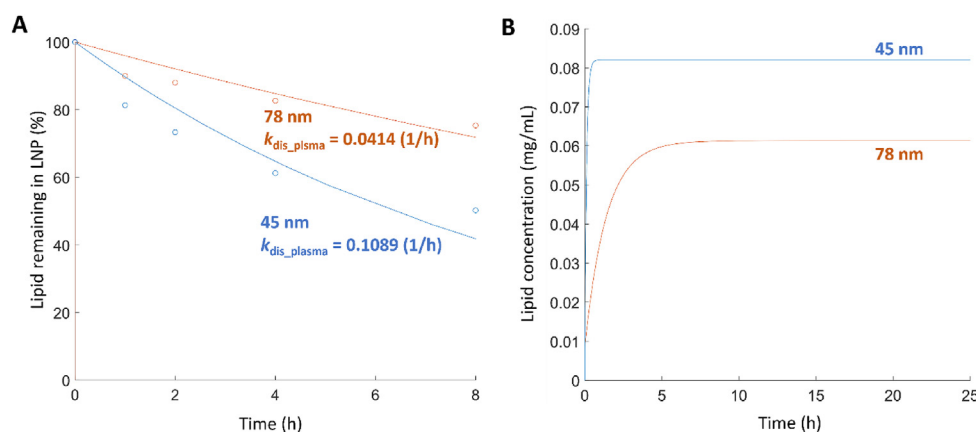 A
Lipid remaining in LNP (%)
100
80
60
40
20
0
0
2
4
6
8
Time (h)
78 nm
kdis_plsma = 0.0414 (1/h)
45 nm
kdis_plasma = 0.1089 (1/h)
B
Lipid concentration (mg/mL)
0.09
0.08
0.07
0.06
0.05
0.04
0.03
0.02
0.01
0
0
5
10
15
20
25
Time (h)
45 nm
78 nm